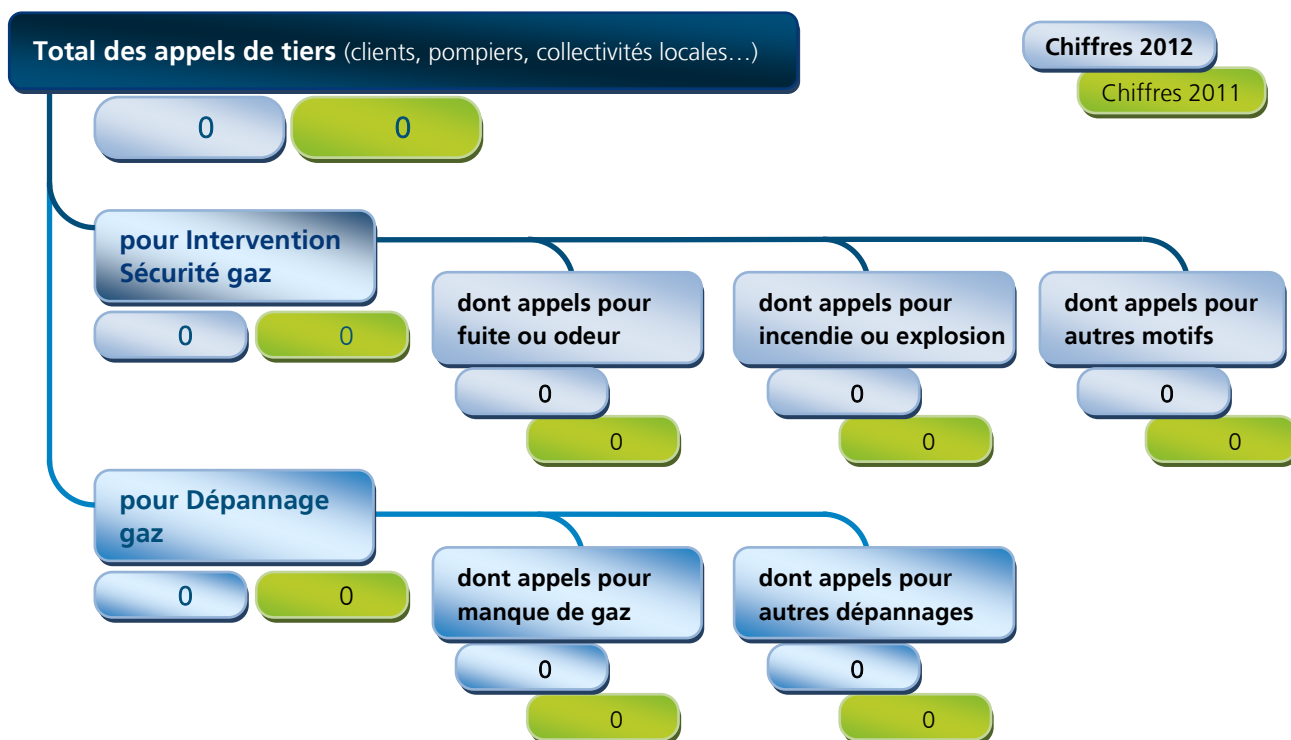 Total des appels de tiers (clients, pompiers, collectivités locales…)
Chiffres 2012
Chiffres 2011
0 0
pour Intervention
Sécurité gaz
0 0
dont appels pour
fuite ou odeur
0
0
dont appels pour
incendie ou explosion
0
0
dont appels pour
autres motifs
0
0
pour Dépannage
gaz
0 0
dont appels pour
manque de gaz
0
0
dont appels pour
autres dépannages
0
0